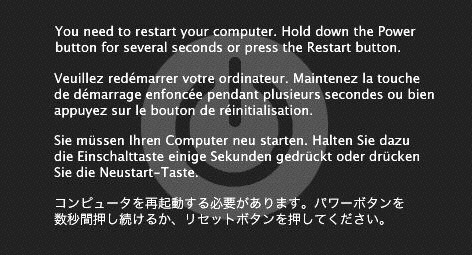 You need to restart your computer. Hold down the Power
button for several seconds or press the Restart button.
Veuillez redémarrer votre ordinateur. Maintenez la touche
de démarrage enfoncée pendant plusieurs secondes ou bien
appuyez sur le bouton de réinitialisation.
Sie müssen Ihren Computer neu starten. Halten Sie dazu
die Einschalttaste einige Sekunden gedrückt oder drücken
Sie die Neustart-Taste.
コンピュータを再起動する必要があります。パワーボタンを
数秒間押し続けるか、リセットボタンを押してください。